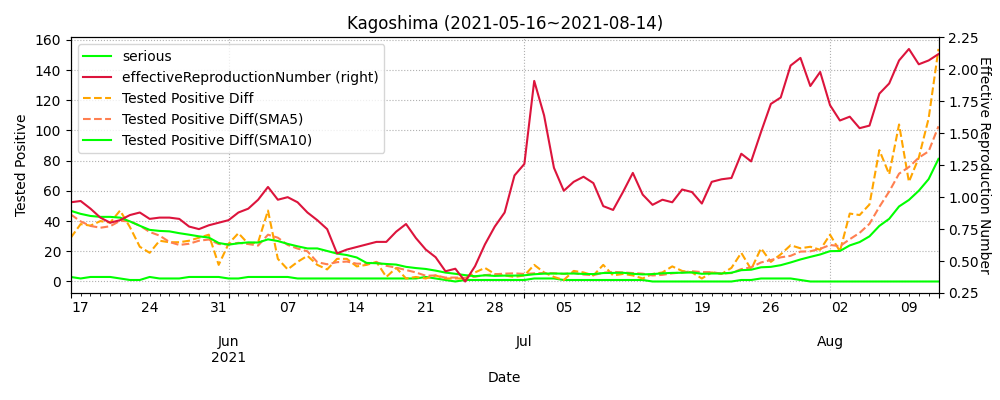 Kagoshima (2021-05-16~2021-08-14)
160
140
120
100
80
60
40
20
0
Tested Positive
serious
effectiveReproductionNumber (right)
Tested Positive Diff
Tested Positive Diff(SMA5)
Tested Positive Diff(SMA10)
2.25
2.00
1.75
1.50
1.25
1.00
0.75
0.50
0.25
Effective Reproduction Number
17 24 31 07 14 21 28 05 12 19 26 02 09
Jun Jul Aug
2021
Date